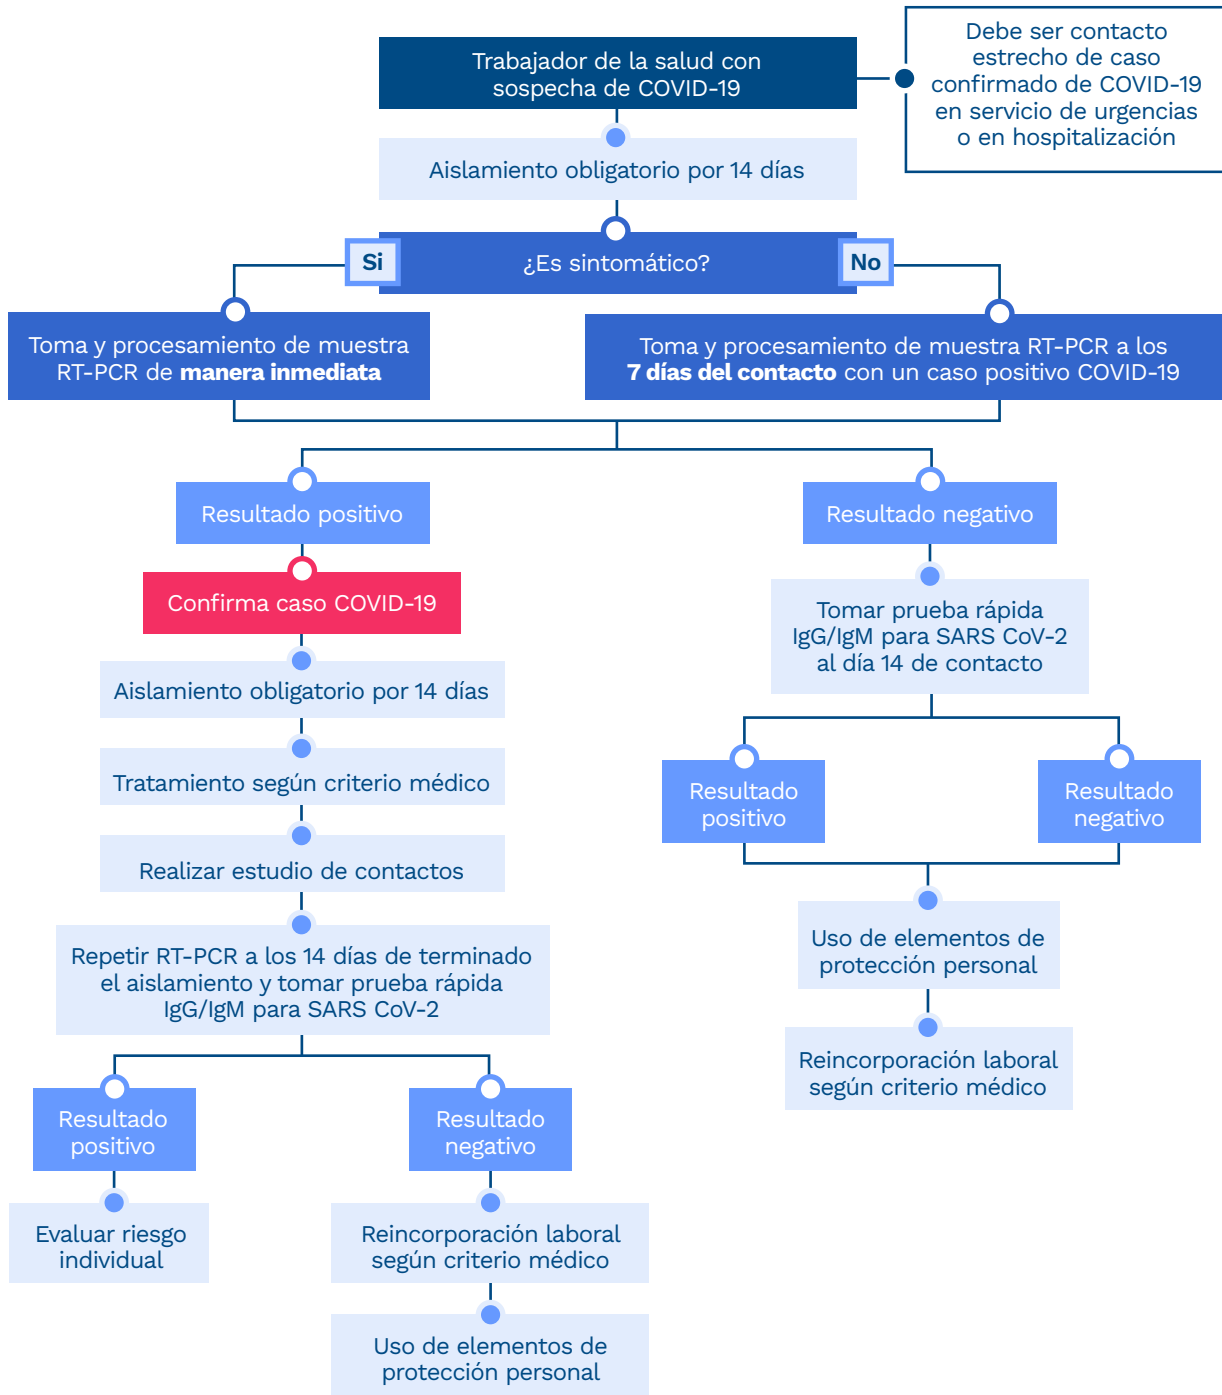 Trabajador de la salud con
sospecha de COVID-19
Debe ser contacto
estrecho de caso
confirmado de COVID-19
en servicio de urgencias
o en hospitalización
Aislamiento obligatorio por 14 días
Si
¿Es sintomático?
No
Toma y procesamiento de muestra
RT-PCR de manera inmediata
Toma y procesamiento de muestra RT-PCR a los
7 días del contacto con un caso positivo COVID-19
Resultado positivo
Resultado negativo
Confirma caso COVID-19
Tomar prueba rápida
IgG/IgM para SARS CoV-2
al día 14 de contacto
Aislamiento obligatorio por 14 días
Tratamiento según criterio médico
Realizar estudio de contactos
Repetir RT-PCR a los 14 días de terminado
el aislamiento y tomar prueba rápida
IgG/IgM para SARS CoV-2
Resultado
positivo
Resultado
negativo
Uso de elementos de
protección personal
Reincorporación laboral
según criterio médico
Resultado
positivo
Resultado
negativo
Evaluar riesgo
individual
Reincorporación laboral
según criterio médico
Uso de elementos de
protección personal